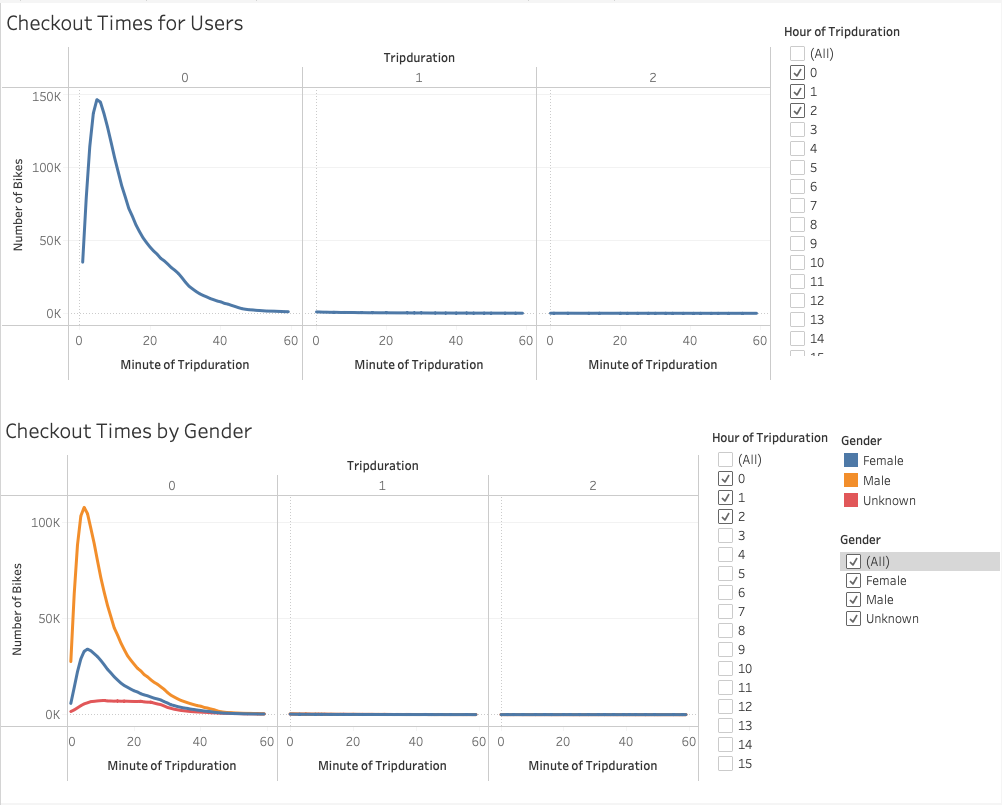 Checkout Times for Users
Tripduration
0 1 2
150K
100K
50K
0K
Number of Bikes
0 20 40 60 0 20 40 60 0 20 40 60
Minute of Tripduration Minute of Tripduration Minute of Tripduration
Hour of Tripduration
(All)
0
1
2
3
4
5
6
7
8
9
10
11
12
13
14
15
Checkout Times by Gender
Tripduration
0 1 2
100K
50K
0K
Number of Bikes
0 20 40 60 0 20 40 60 0 20 40 60
Minute of Tripduration Minute of Tripduration Minute of Tripduration
Hour of Tripduration
(All)
0
1
2
3
4
5
6
7
8
9
10
11
12
13
14
15
Gender
Female
Male
Unknown
Gender
(All)
Female
Male
Unknown